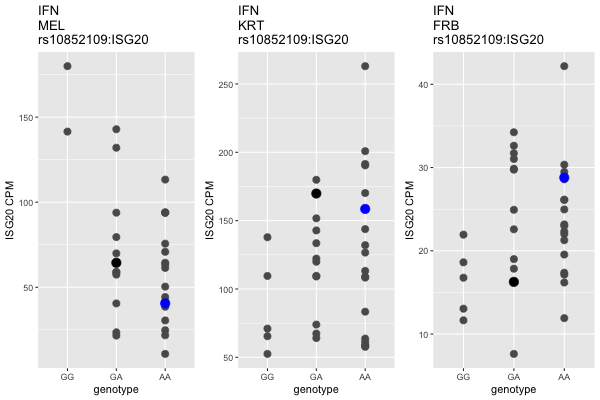 IFN
MEL
rs10852109:ISG20
ISG20 CPM
150
100
50
GG
GA
AA
genotype
IFN
KRT
rs10852109:ISG20
ISG20 CPM
250
200
150
100
50
GG
GA
AA
genotype
IFN
FRB
rs10852109:ISG20
ISG20 CPM
40
30
20
10
GG
GA
AA
genotype